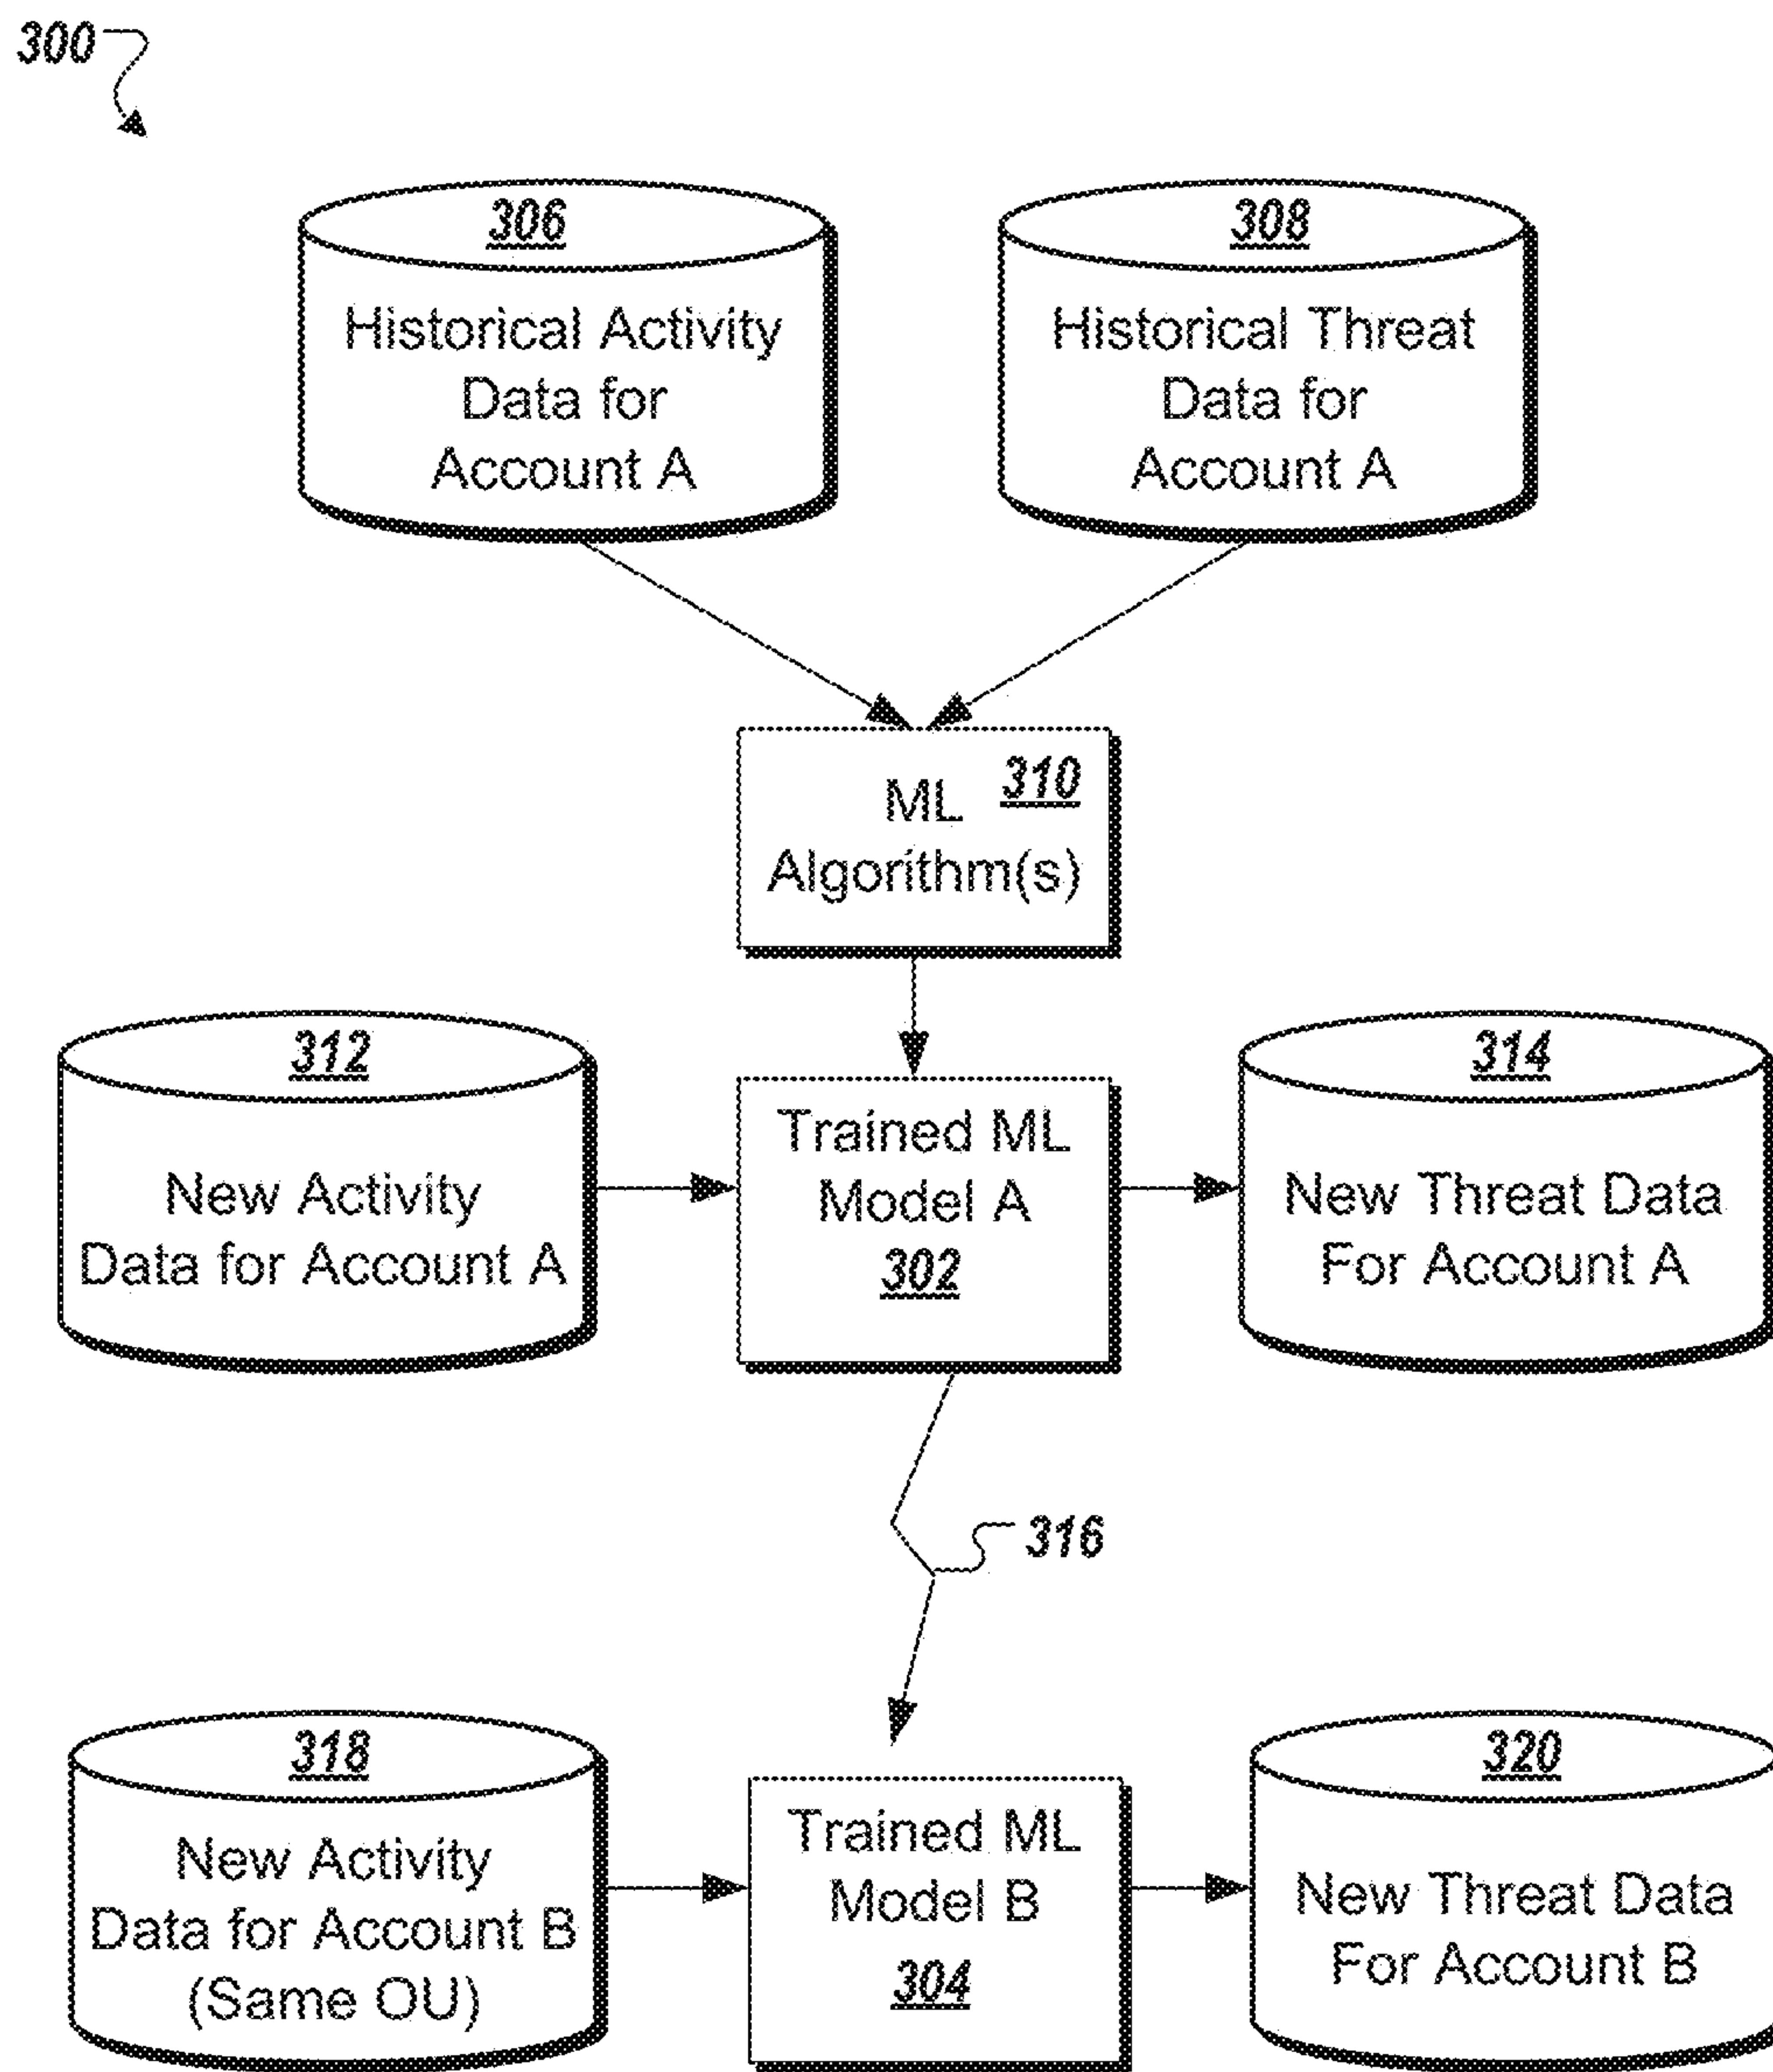 300
306
Historical Activity
Data for
Account A
308
Historical Threat
Data for
Account A
310
ML
Algorithm(s)
312
New Activity
Data for Account A
Trained ML
Model A
302
314
New Threat Data
For Account A
316
318
New Activity
Data for Account B
(Same OU)
Trained ML
Model B
304
320
New Threat Data
For Account B